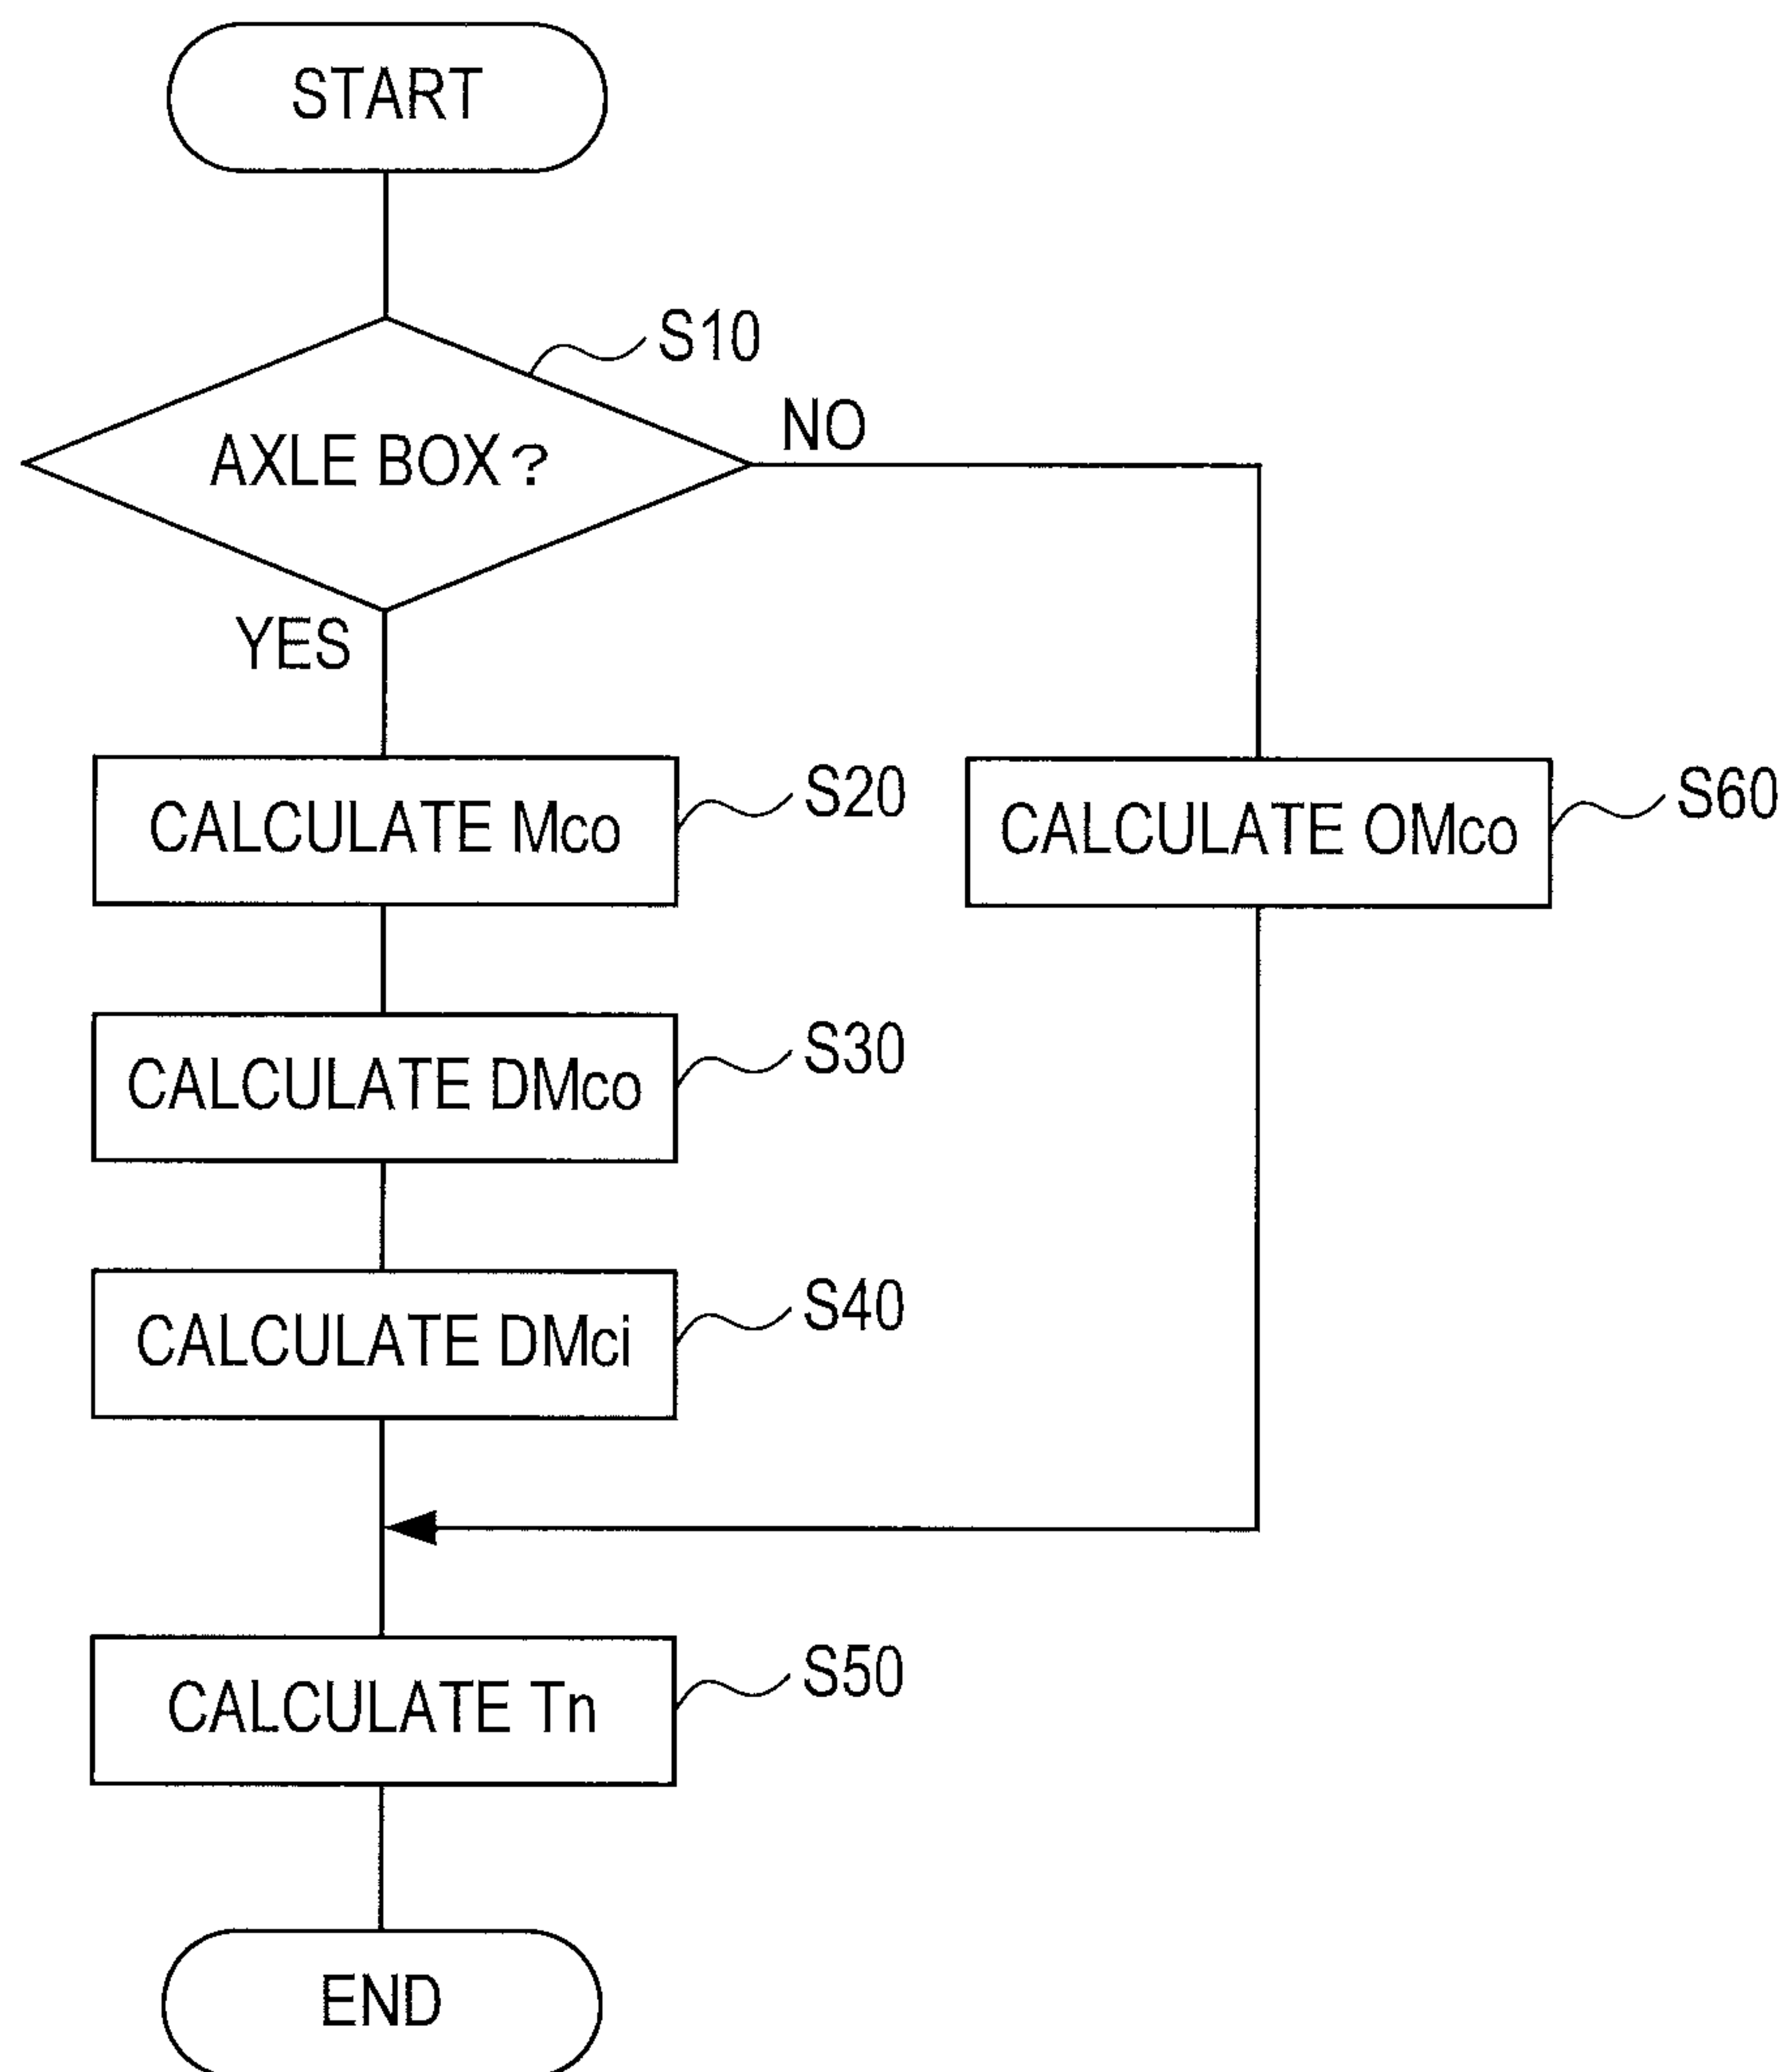 START
S10
AXLE BOX ?
NO
YES
CALCULATE Mco
S20
CALCULATE OMco
S60
CALCULATE DMco
S30
CALCULATE DMci
S40
CALCULATE Tn
S50
END